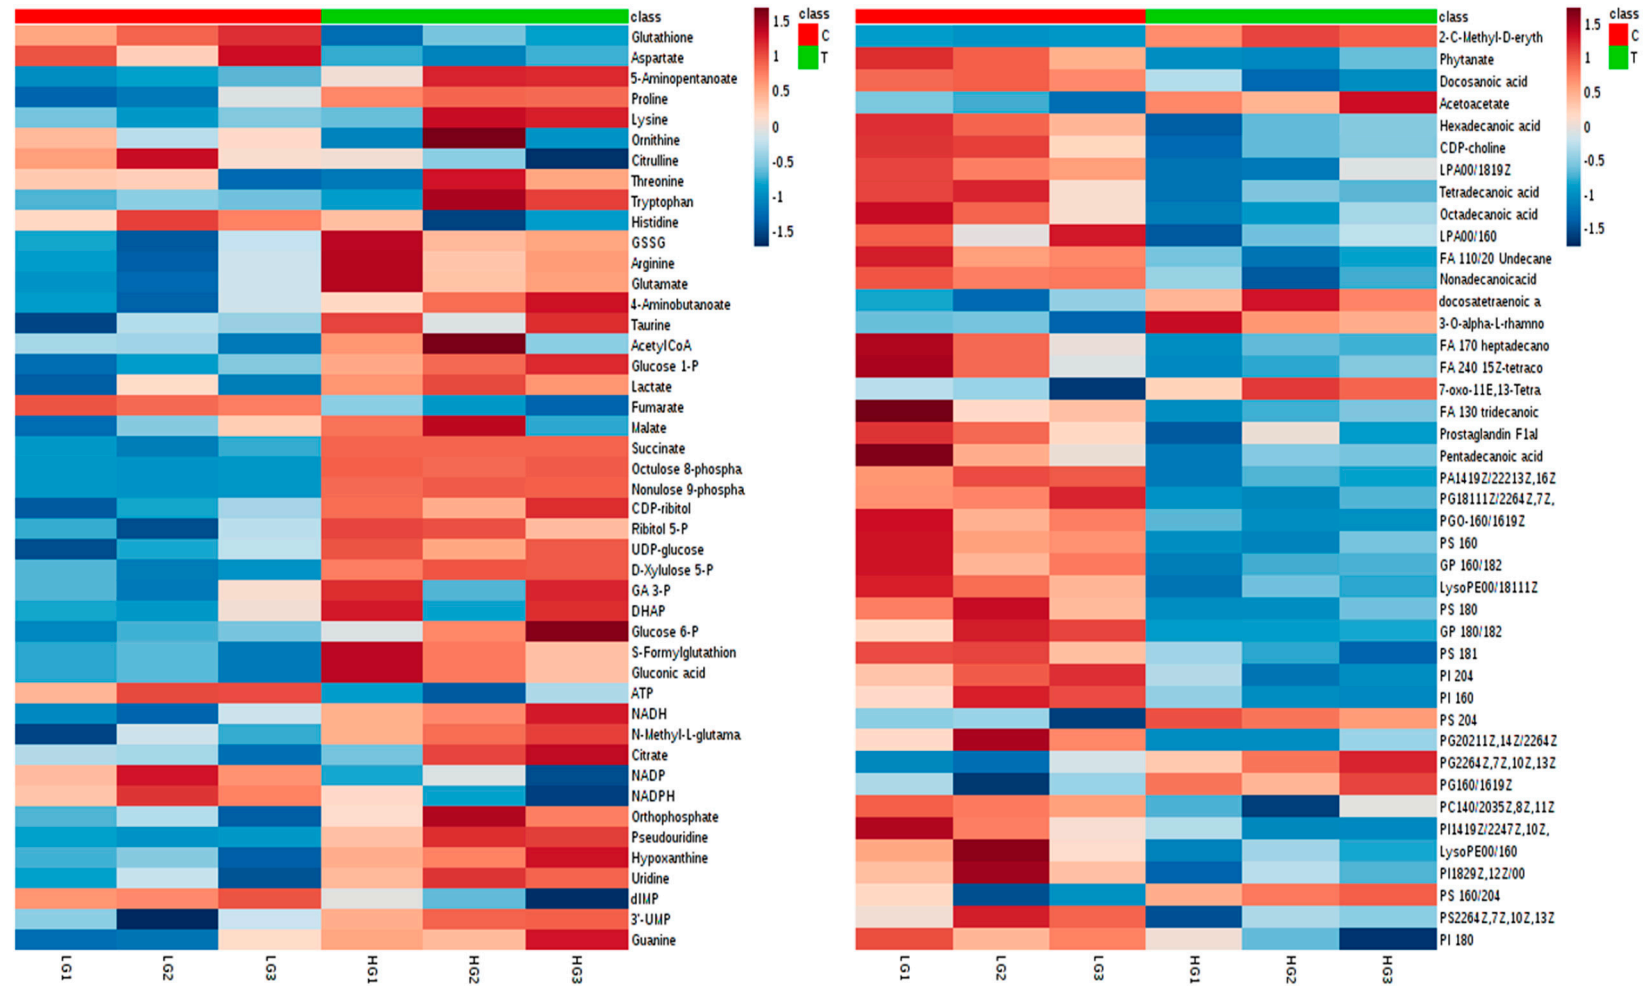 class
Glutathione
Aspartate
5-Aminopentanoate
Proline
Lysine
Ornithine
Citrulline
Threonine
Tryptophan
Histidine
GSSG
Arginine
Glutamate
4-Aminobutanoate
Taurine
AcetylCoA
Glucose 1-P
Lactate
Fumarate
Malate
Succinate
Octulose 8-phospha
Nonulose 9-phospha
CDP-ribitol
Ribitol 5-P
UDP-glucose
D-Xylulose 5-P
GA 3-P
DHAP
Glucose 6-P
S-Formylglutathion
Gluconic acid
ATP
NADH
N-Methyl-L-glutama
Citrate
NADP
NADPH
Orthophosphate
Pseudouridine
Hypoxanthine
Uridine
dIMP
3'-UMP
Guanine
LG1
LG2
LG3
HG1
HG2
HG3
1.5
1
0.5
0
-0.5
-1
-1.5
class
C
T
class
2-C-Methyl-D-eryth
Phytanate
Docosanoic acid
Acetoacetate
Hexadecanoic acid
CDP-choline
LPA00/1819Z
Tetradecanoic acid
Octadecanoic acid
LPA00/160
FA 110/20 Undecane
Nonadecanoicacid
docosatetraenoic a
3-O-alpha-L-rhamno
FA 170 heptadecano
FA 240 15Z-tetraco
7-oxo-11E,13-Tetra
FA 130 tridecanoic
Prostaglandin F1al
Pentadecanoic acid
PA1419Z/22213Z,16Z
PG18111Z/2264Z,7Z,
PGO-160/1619Z
PS 160
GP 160/182
LysoPE00/18111Z
PS 180
GP 180/182
PS 181
PI 204
PI 160
PS 204
PG20211Z,14Z/2264Z
PG2264Z,7Z,10Z,13Z
PG160/1619Z
PC140/2035Z,8Z,11Z
PI1419Z/2247Z,10Z,
LysoPE00/160
PI1829Z,12Z/00
PS 160/204
PS2264Z,7Z,10Z,13Z
PI 180
LG1
LG2
LG3
HG1
HG2
HG3
1.5
1
0.5
0
-0.5
-1
-1.5
class
C
T